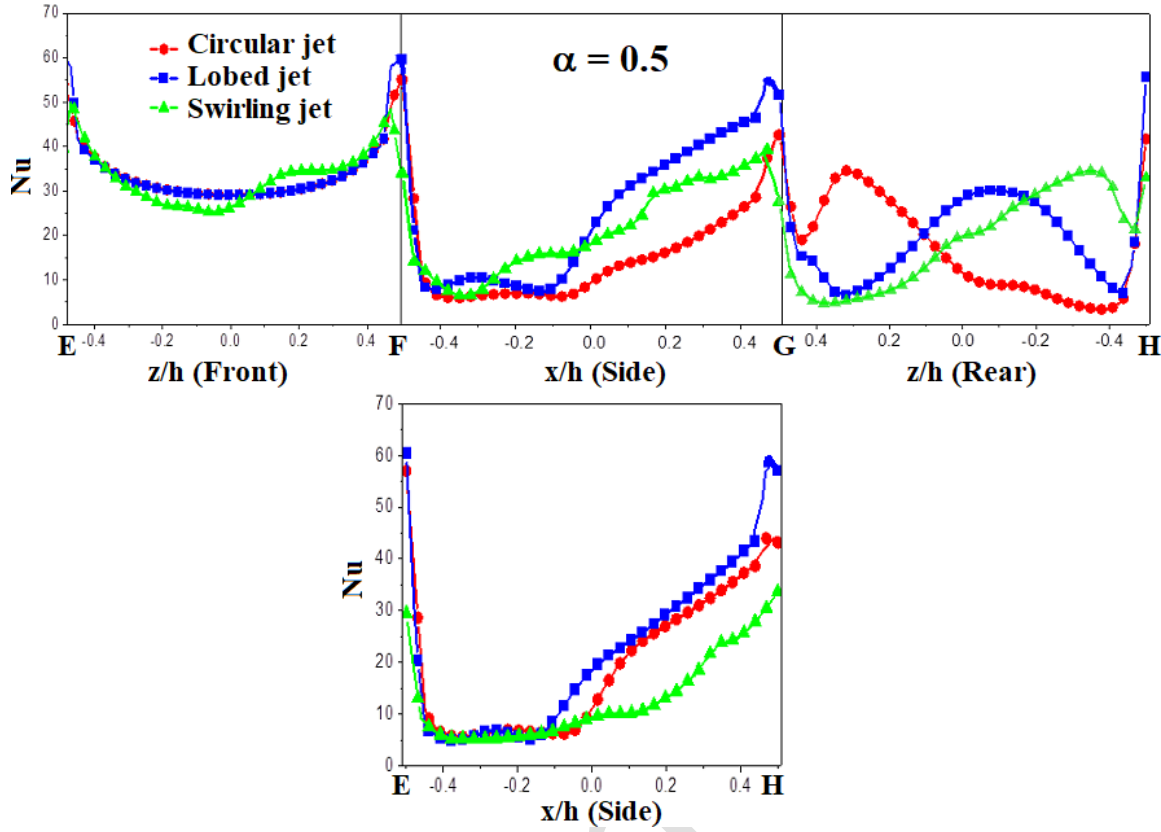 70
60
50
40
30
20
10
0
Nu
Circular jet
Lobed jet
Swirling jet
α = 0.5
E -0.4 -0.2 0.0 0.2 0.4 F -0.4 -0.2 0.0 0.2 0.4 G 0.4 0.2 0.0 -0.2 -0.4 H
z/h (Front) x/h (Side) z/h (Rear)
70
60
50
40
30
20
10
0
Nu
E -0.4 -0.2 0.0 0.2 0.4 H
x/h (Side)